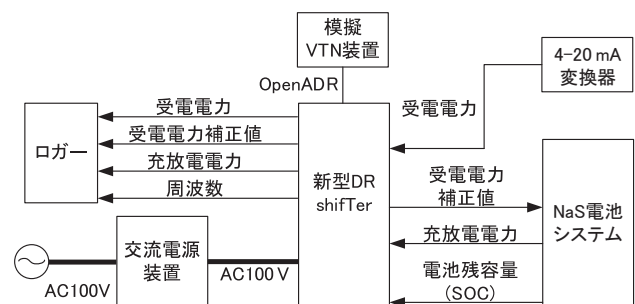 模擬
VTN装置
OpenADR
4-20 mA
変換器
受電電力
受電電力
受電電力補正値
充放電電力
周波数
ロガー
新型DR
shifTer
受電電力
補正値
充放電電力
電池残容量
(SOC)
NaS電池
システム
交流電源
装置
AC100V
AC100 V